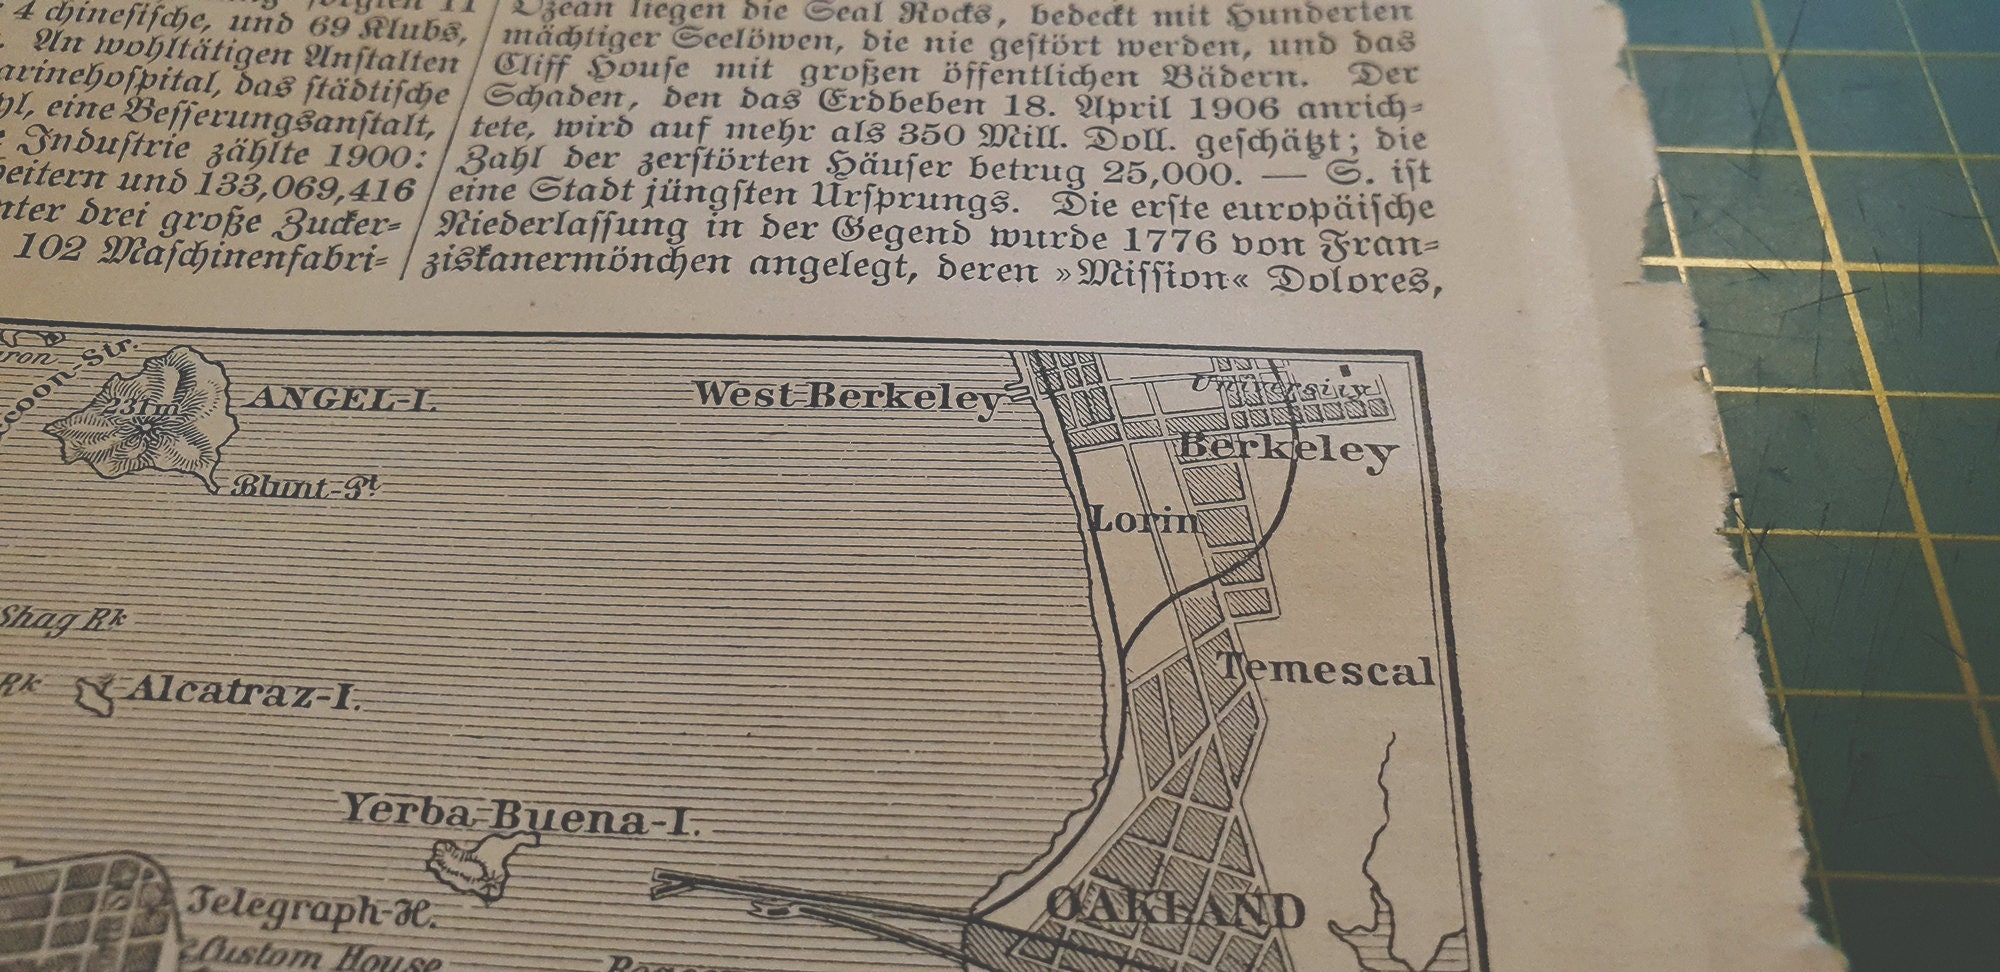 4 chinesische, und 69 Klubs,
An wohltätigen Anstalten
das städtische
eine Besserungsanstalt,
Industrie zählte 1900:
und 133,069,416
drei große Zucker-
102 Maschinenfabri-
Ozean liegen die Seal Rocks, bedeckt mit Hunderten
mächtiger Seelöwen, die nie gestört werden, und das
Cliff House mit großen öffentlichen Bädern. Der
Schaden, den das Erdbeben 18. April 1906 anrich-
tete, wird auf mehr als 350 Mill. Doll. geschätzt; die
Zahl der zerstörten Häuser betrug 25,000. — S. ist
eine Stadt jüngsten Ursprungs. Die erste europäische
Niederlassung in der Gegend wurde 1776 von Fran-
ziskanermönchen angelegt, deren »Mission« Dolores,
231m
ANGEL-I.
Blunt-Pt
West-Berkeley
University
Berkeley
Lorin
Shag Rk
Rk
Alcatraz-I.
Temescal
Yerba-Buena-I.
Telegraph-H.
OAKLAND
Custom House